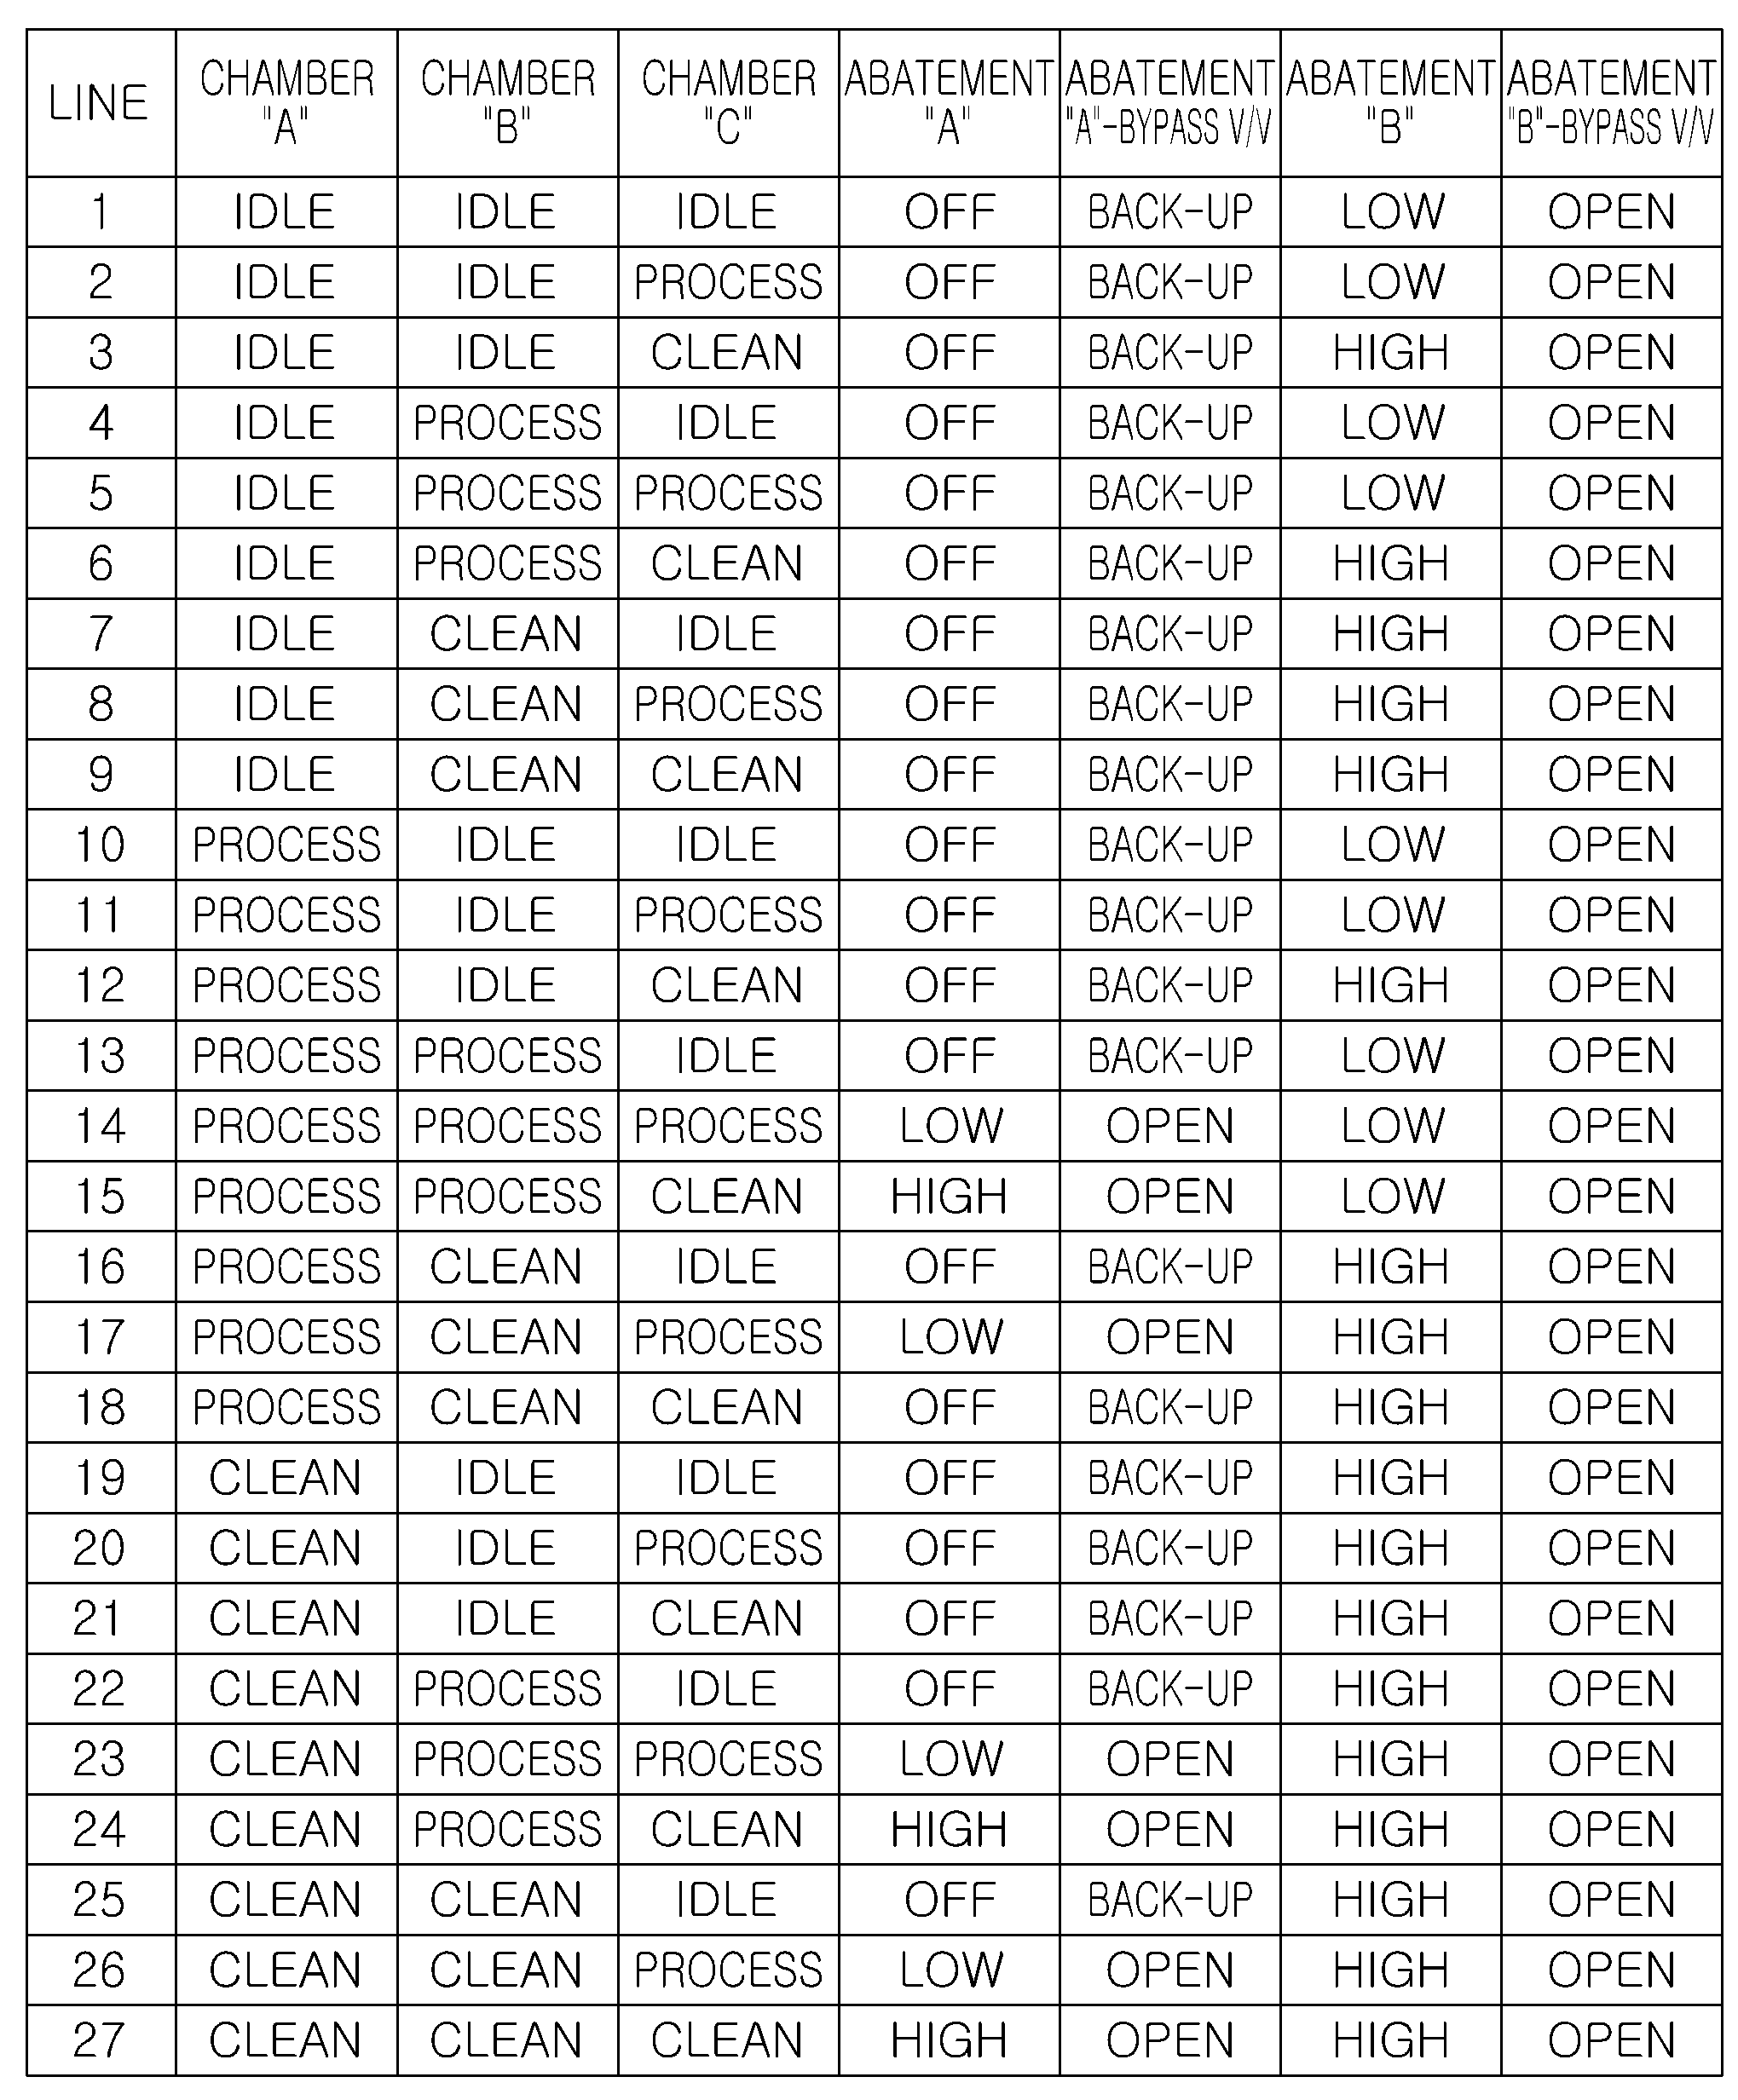 LINE CHAMBER "A" CHAMBER "B" CHAMBER "C" ABATEMENT "A" ABATEMENT "A"-BYPASS V/V ABATEMENT "B" ABATEMENT "B"-BYPASS V/V
1 IDLE IDLE IDLE OFF BACK-UP LOW OPEN
2 IDLE IDLE PROCESS OFF BACK-UP LOW OPEN
3 IDLE IDLE CLEAN OFF BACK-UP HIGH OPEN
4 IDLE PROCESS IDLE OFF BACK-UP LOW OPEN
5 IDLE PROCESS PROCESS OFF BACK-UP LOW OPEN
6 IDLE PROCESS CLEAN OFF BACK-UP HIGH OPEN
7 IDLE CLEAN IDLE OFF BACK-UP HIGH OPEN
8 IDLE CLEAN PROCESS OFF BACK-UP HIGH OPEN
9 IDLE CLEAN CLEAN OFF BACK-UP HIGH OPEN
10 PROCESS IDLE IDLE OFF BACK-UP LOW OPEN
11 PROCESS IDLE PROCESS OFF BACK-UP LOW OPEN
12 PROCESS IDLE CLEAN OFF BACK-UP HIGH OPEN
13 PROCESS PROCESS IDLE OFF BACK-UP LOW OPEN
14 PROCESS PROCESS PROCESS LOW OPEN LOW OPEN
15 PROCESS PROCESS CLEAN HIGH OPEN LOW OPEN
16 PROCESS CLEAN IDLE OFF BACK-UP HIGH OPEN
17 PROCESS CLEAN PROCESS LOW OPEN HIGH OPEN
18 PROCESS CLEAN CLEAN OFF BACK-UP HIGH OPEN
19 CLEAN IDLE IDLE OFF BACK-UP HIGH OPEN
20 CLEAN IDLE PROCESS OFF BACK-UP HIGH OPEN
21 CLEAN IDLE CLEAN OFF BACK-UP HIGH OPEN
22 CLEAN PROCESS IDLE OFF BACK-UP HIGH OPEN
23 CLEAN PROCESS PROCESS LOW OPEN HIGH OPEN
24 CLEAN PROCESS CLEAN HIGH OPEN HIGH OPEN
25 CLEAN CLEAN IDLE OFF BACK-UP HIGH OPEN
26 CLEAN CLEAN PROCESS LOW OPEN HIGH OPEN
27 CLEAN CLEAN CLEAN HIGH OPEN HIGH OPEN